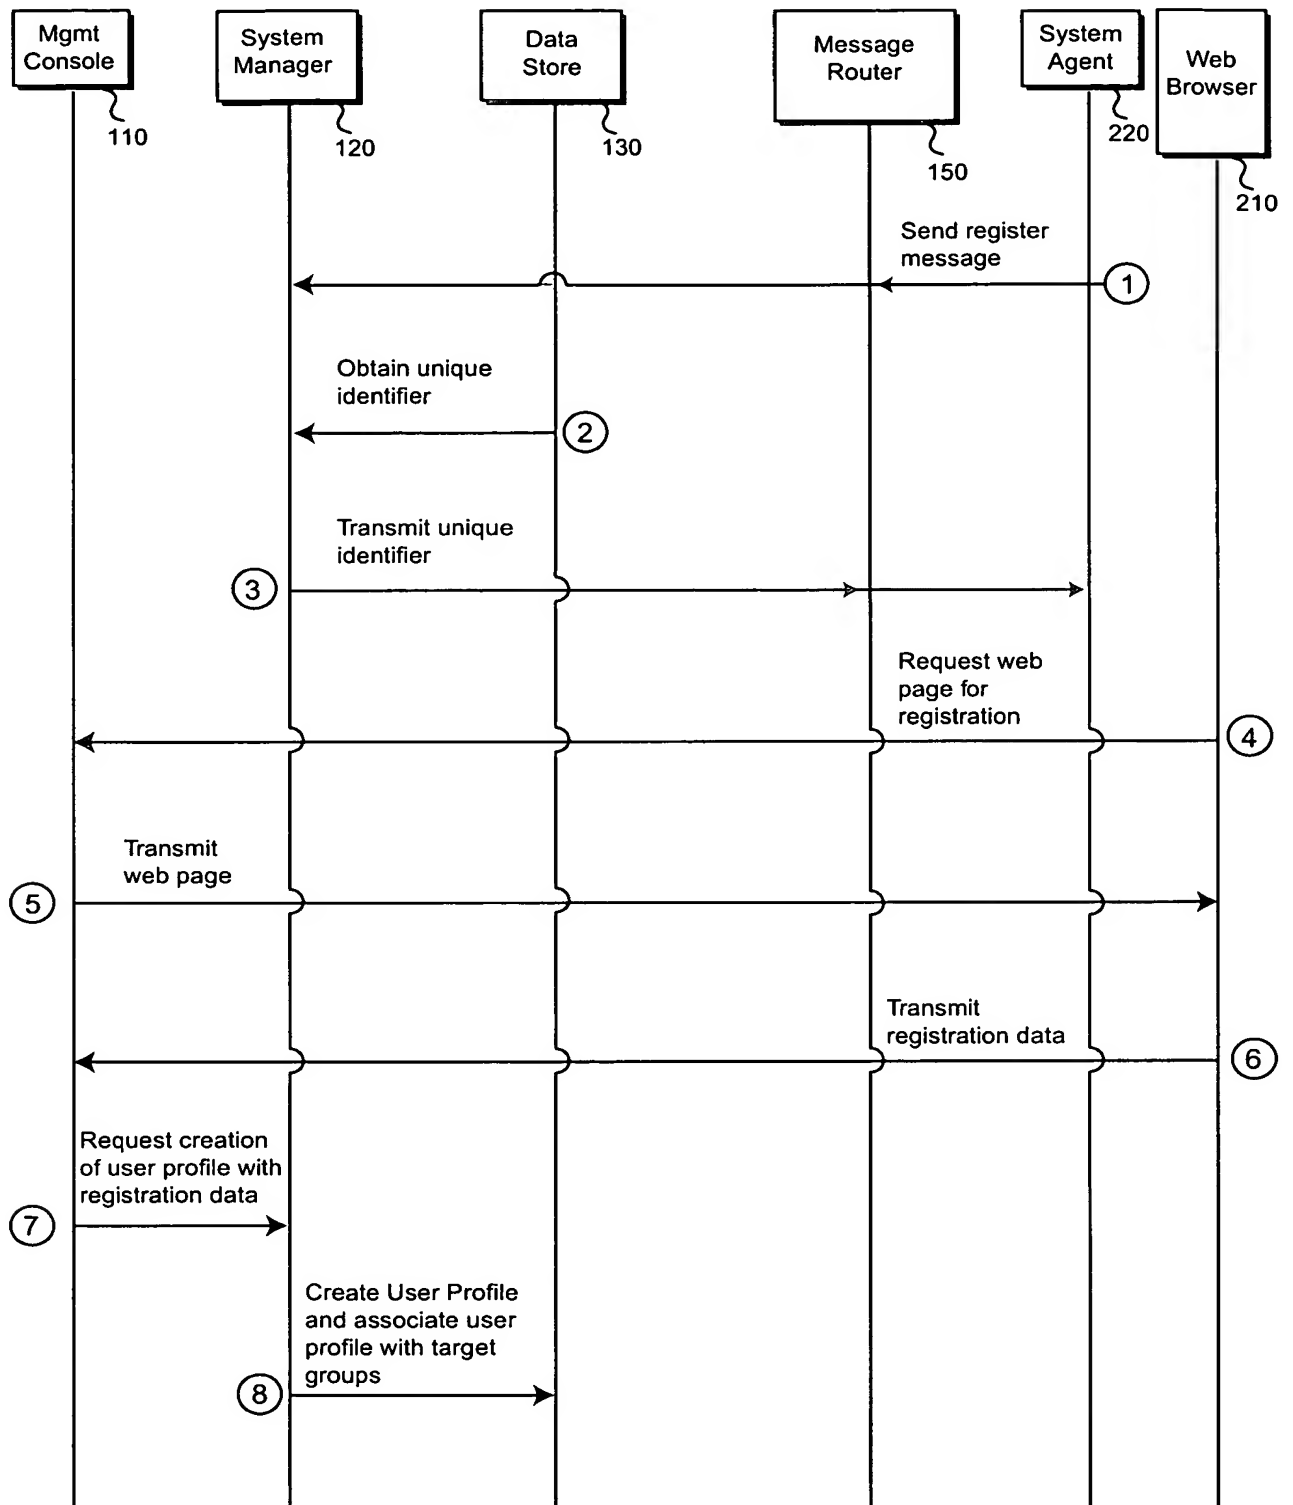 Mgmt
Console
System
Manager
Data
Store
Message
Router
System
Agent
Web
Browser
110
120
130
150
220
210
Send register
message
1
Obtain unique
identifier
2
Transmit unique
identifier
3
Request web
page for
registration
4
Transmit
web page
5
Transmit
registration data
6
Request creation
of user profile with
registration data
7
Create User Profile
and associate user
profile with target
groups
8